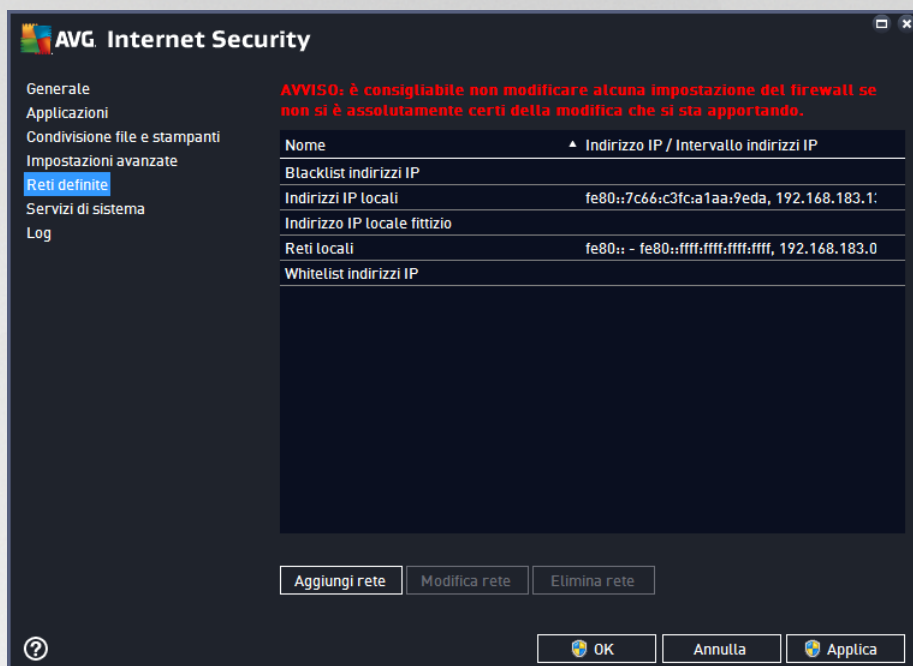 AVG Internet Security
Generale
Applicazioni
Condivisione file e stampanti
Impostazioni avanzate
Reti definite
Servizi di sistema
Log
AVVISO: è consigliabile non modificare alcuna impostazione del firewall se
non si è assolutamente certi della modifica che si sta apportando.
Nome ▲ Indirizzo IP / Intervallo indirizzi IP
Blacklist indirizzi IP
Indirizzi IP locali fe80::7c66:c3fc:a1aa:9eda, 192.168.183.1
Indirizzo IP locale fittizio
Reti locali fe80:: - fe80::ffff:ffff:ffff:ffff, 192.168.183.0
Whitelist indirizzi IP
Aggiungi rete Modifica rete Elimina rete
? OK Annulla Applica